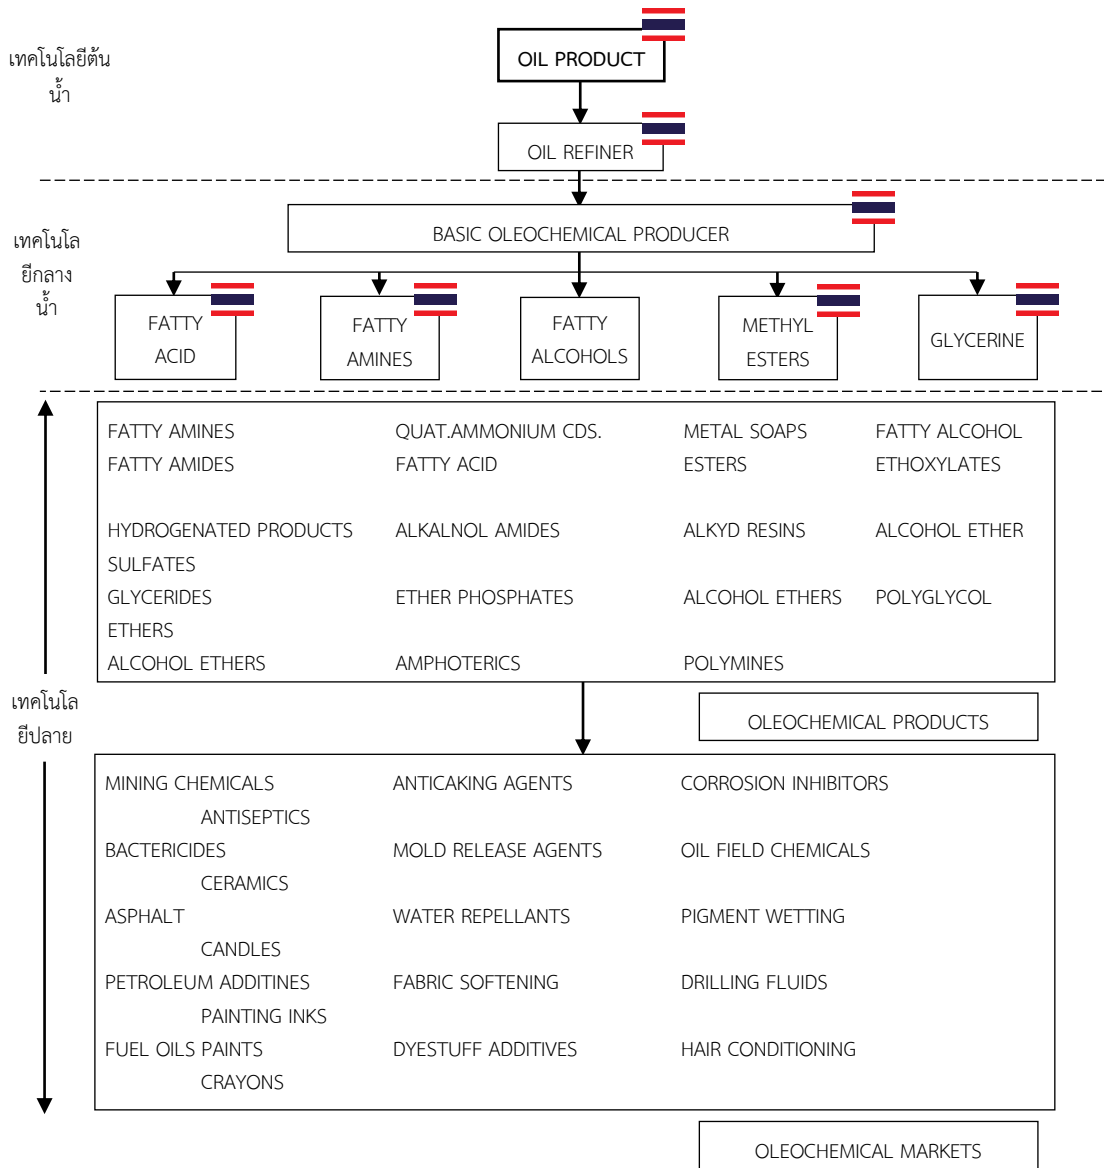 เทคโนโลยีต้น
น้ำ
OIL PRODUCT
OIL REFINER
เทคโนโล
ยีกลาง
น้ำ
BASIC OLEOCHEMICAL PRODUCER
FATTY
ACID
FATTY
AMINES
FATTY
ALCOHOLS
METHYL
ESTERS
GLYCERINE
FATTY AMINES QUAT.AMMONIUM CDS. METAL SOAPS FATTY ALCOHOL
FATTY AMIDES FATTY ACID ESTERS ETHOXYLATES
HYDROGENATED PRODUCTS ALKALNOL AMIDES ALKYD RESINS ALCOHOL ETHER
SULFATES
GLYCERIDES ETHER PHOSPHATES ALCOHOL ETHERS POLYGLYCOL
ETHERS
ALCOHOL ETHERS AMPHOTERICS POLYMINES
เทคโนโล
ยีปลาย
OLEOCHEMICAL PRODUCTS
MINING CHEMICALS ANTICAKING AGENTS CORROSION INHIBITORS
ANTISEPTICS
BACTERICIDES MOLD RELEASE AGENTS OIL FIELD CHEMICALS
CERAMICS
ASPHALT WATER REPELLANTS PIGMENT WETTING
CANDLES
PETROLEUM ADDITINES FABRIC SOFTENING DRILLING FLUIDS
PAINTING INKS
FUEL OILS PAINTS DYESTUFF ADDITIVES HAIR CONDITIONING
CRAYONS
OLEOCHEMICAL MARKETS